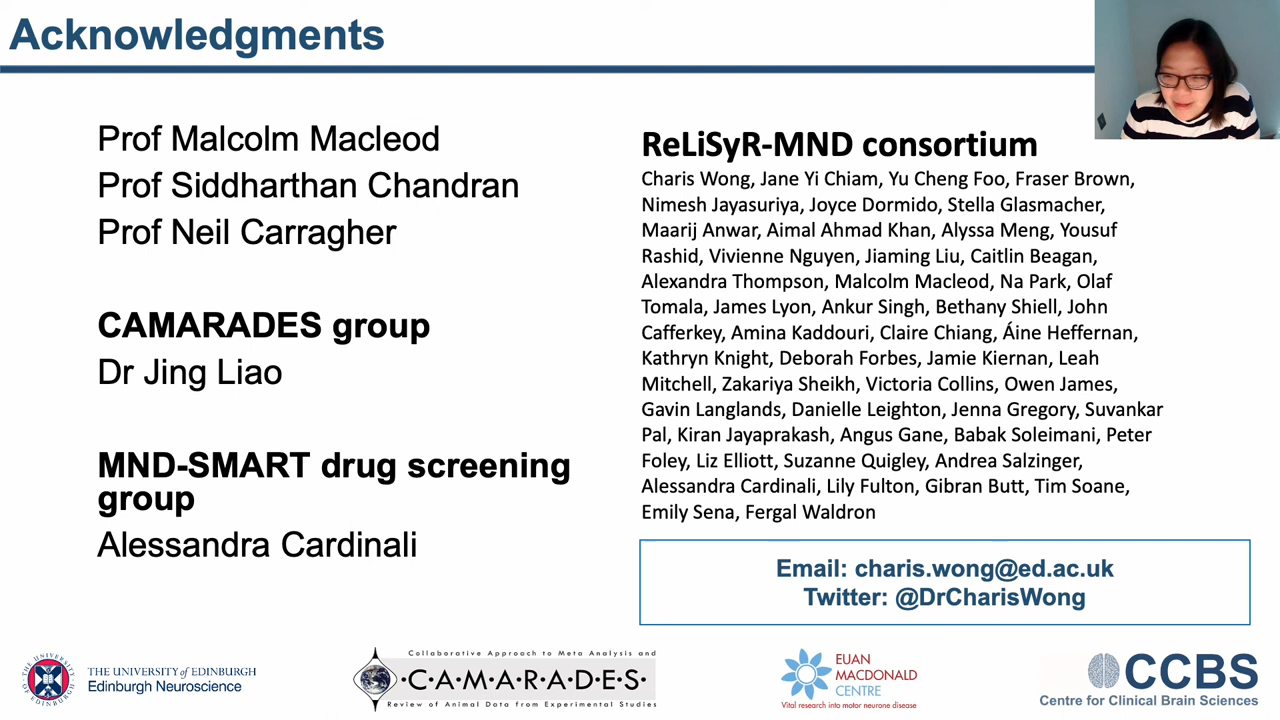 Acknowledgments
Prof Malcolm Macleod
Prof Siddharthan Chandran
Prof Neil Carragher
CAMARADES group
Dr Jing Liao
MND-SMART drug screening
group
Alessandra Cardinali
ReLiSyR-MND consortium
Charis Wong, Jane Yi Chiam, Yu Cheng Foo, Fraser Brown,
Nimesh Jayasuriya, Joyce Dormido, Stella Glasmacher,
Maarij Anwar, Aimal Ahmad Khan, Alyssa Meng, Yousuf
Rashid, Vivienne Nguyen, Jiaming Liu, Caitlin Beagan,
Alexandra Thompson, Malcolm Macleod, Na Park, Olaf
Tomala, James Lyon, Ankur Singh, Bethany Shiell, John
Cafferkey, Amina Kaddouri, Claire Chiang, Áine Heffernan,
Kathryn Knight, Deborah Forbes, Jamie Kiernan, Leah
Mitchell, Zakariya Sheikh, Victoria Collins, Owen James,
Gavin Langlands, Danielle Leighton, Jenna Gregory, Suvankar
Pal, Kiran Jayaprakash, Angus Gane, Babak Soleimani, Peter
Foley, Liz Elliott, Suzanne Quigley, Andrea Salzinger,
Alessandra Cardinali, Lily Fulton, Gibran Butt, Tim Soane,
Emily Sena, Fergal Waldron
Email: charis.wong@ed.ac.uk
Twitter: @DrCharisWong
THE UNIVERSITY of EDINBURGH
Edinburgh Neuroscience
Collaborative Approach to Meta Analysis and
C·A·M·A·R·A·D·E·S·
Review of Animal Data from Experimental Studies
EUAN
MACDONALD
CENTRE
Vital research into motor neurone disease
CCBS
Centre for Clinical Brain Sciences